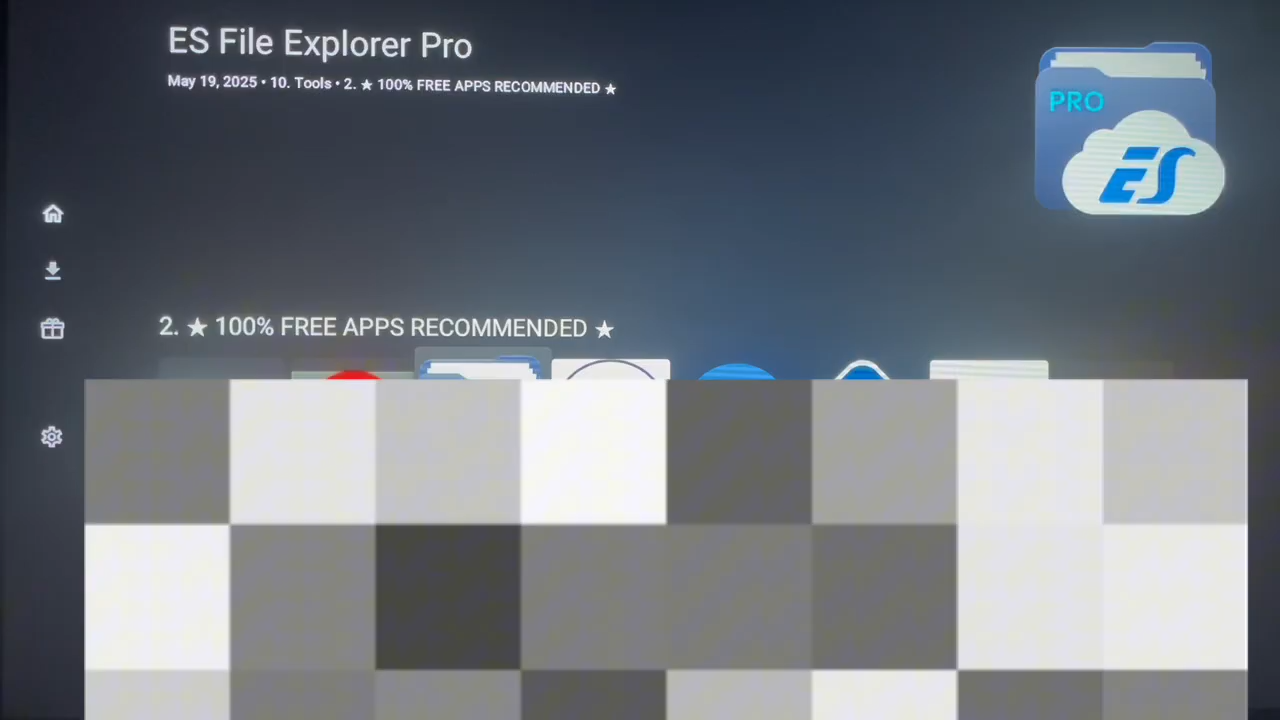 ES File Explorer Pro
May 19, 2025 • 10. Tools • 2. ★ 100% FREE APPS RECOMMENDED ★
PRO
ES
2. ★ 100% FREE APPS RECOMMENDED ★